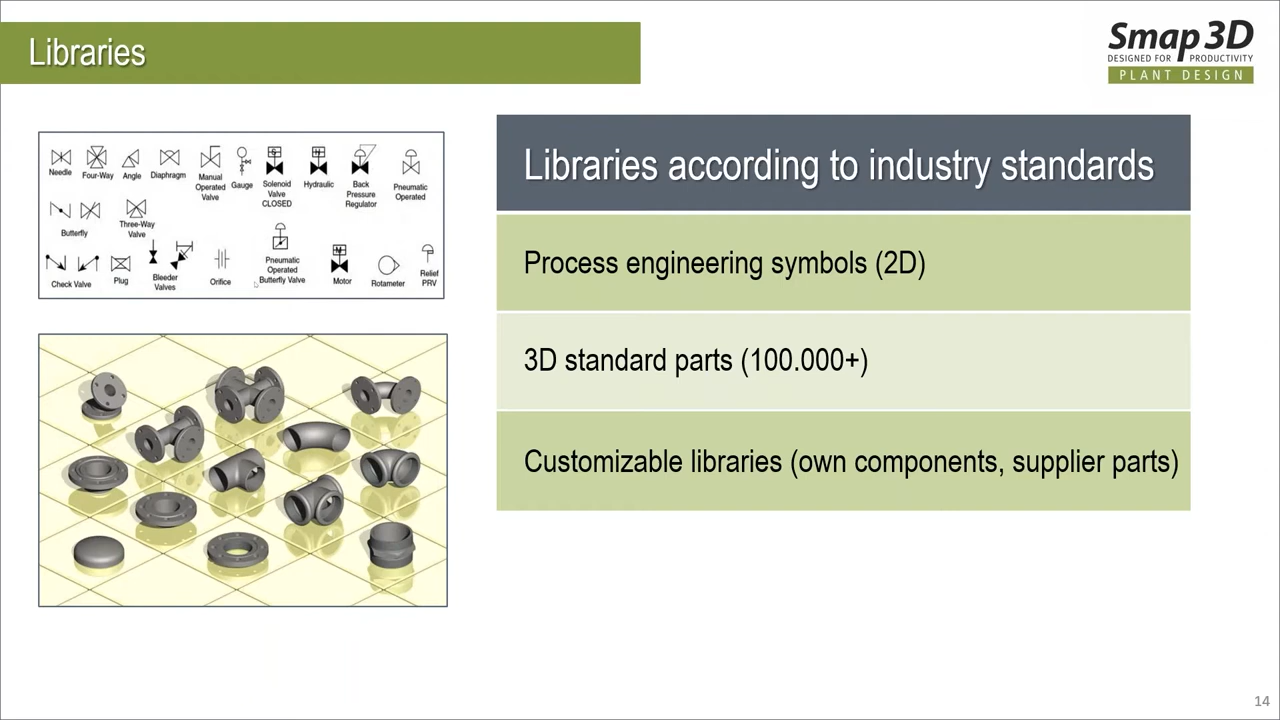 Libraries
Smap 3D
DESIGNED FOR PRODUCTIVITY
PLANT DESIGN
Needle
Four-Way
Angle
Diaphragm
Manual
Operated
Valve
Gauge
Solenoid
Valve
CLOSED
Hydraulic
Back
Pressure
Regulator
Pneumatic
Operated
Butterfly
Three-Way
Valve
Check Valve
Plug
Bleeder
Valves
Orifice
Pneumatic
Operated
Butterfly Valve
Motor
Rotameter
Relief
PRV
Libraries according to industry standards
Process engineering symbols (2D)
3D standard parts (100.000+)
Customizable libraries (own components, supplier parts)
14